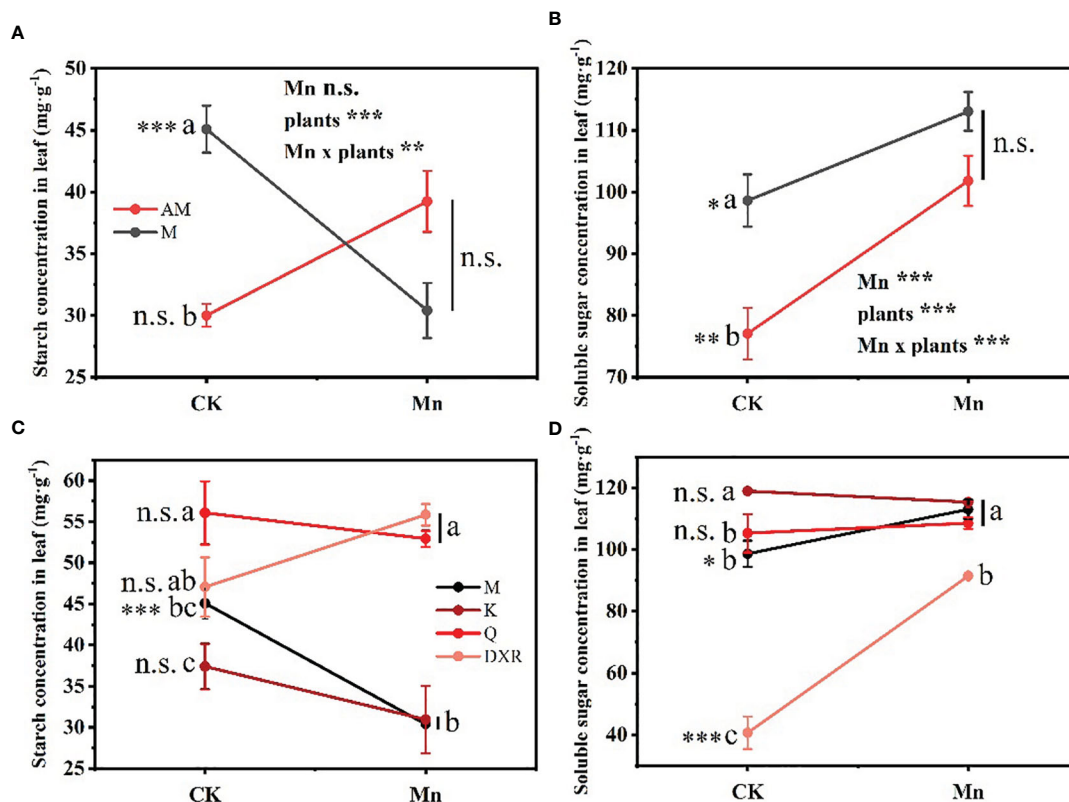 A
Starch concentration in leaf (mg·g⁻¹)
50
45
40
35
30
25
*** a
n.s. b
AM
M
Mn n.s.
plants ***
Mn x plants **
n.s.
CK
Mn
B
Soluble sugar concentration in leaf (mg·g⁻¹)
120
110
100
90
80
70
* a
** b
n.s.
Mn ***
plants ***
Mn x plants ***
CK
Mn
C
Starch concentration in leaf (mg·g⁻¹)
60
55
50
45
40
35
30
25
n.s. a
n.s. ab
*** bc
n.s. c
a
M
K
Q
DXR
b
CK
Mn
D
Soluble sugar concentration in leaf (mg·g⁻¹)
120
100
80
60
40
n.s. a
n.s. b
* b
*** c
a
b
CK
Mn